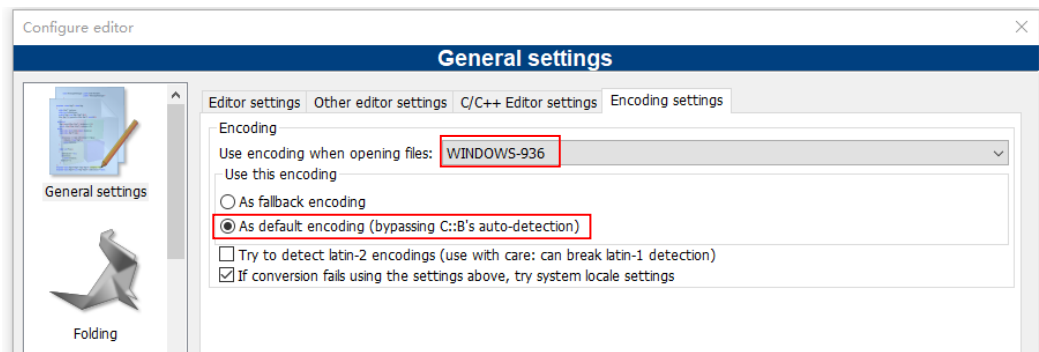 Configure editor
General settings
Editor settings Other editor settings C/C++ Editor settings Encoding settings
Encoding
Use encoding when opening files: WINDOWS-936
Use this encoding
As fallback encoding
As default encoding (bypassing C::B's auto-detection)
Try to detect latin-2 encodings (use with care: can break latin-1 detection)
If conversion fails using the settings above, try system locale settings
General settings
Folding